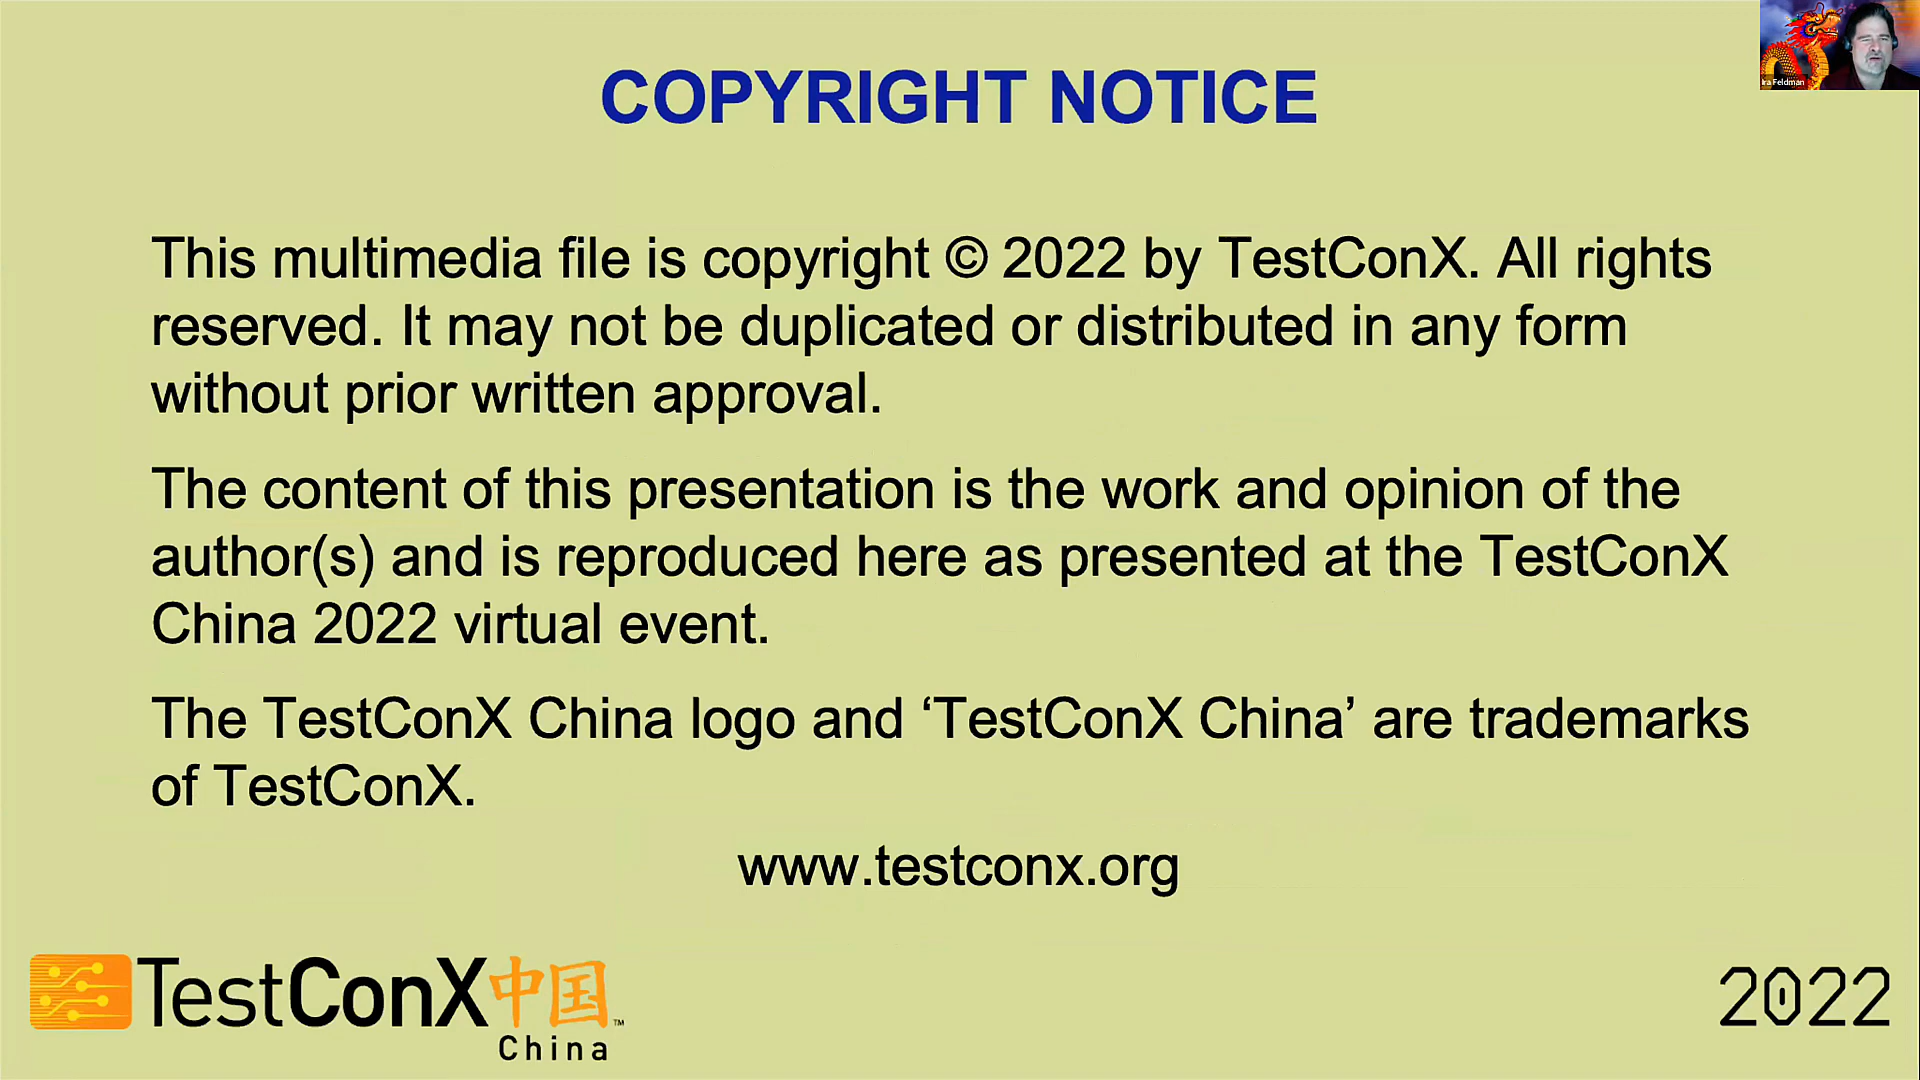 Ira Feldman
COPYRIGHT NOTICE
This multimedia file is copyright © 2022 by TestConX. All rights
reserved. It may not be duplicated or distributed in any form
without prior written approval.
The content of this presentation is the work and opinion of the
author(s) and is reproduced here as presented at the TestConX
China 2022 virtual event.
The TestConX China logo and ‘TestConX China’ are trademarks
of TestConX.
www.testconx.org
TestConX中国™
China
2022